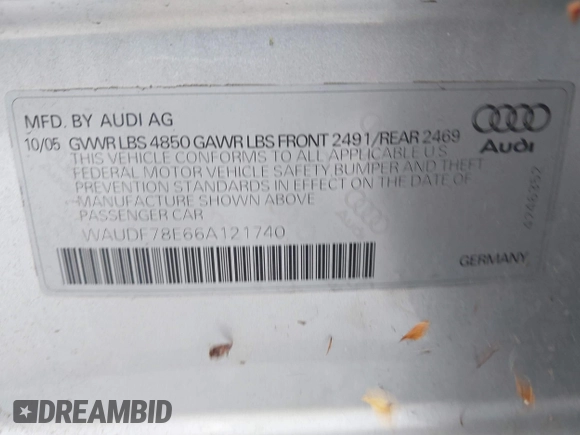 MFD. BY AUDI AG
10/05 GVWR LBS 4850 GAWR LBS FRONT 2491/REAR 2469
THIS VEHICLE CONFORMS TO ALL APPLICABLE U.S.
FEDERAL MOTOR VEHICLE SAFETY BUMPER AND THEFT
PREVENTION STANDARDS IN EFFECT ON THE DATE OF
MANUFACTURE SHOWN ABOVE
PASSENGER CAR
WAUDF78E66A121740
Audi
4746357
GERMANY
DREAMBID